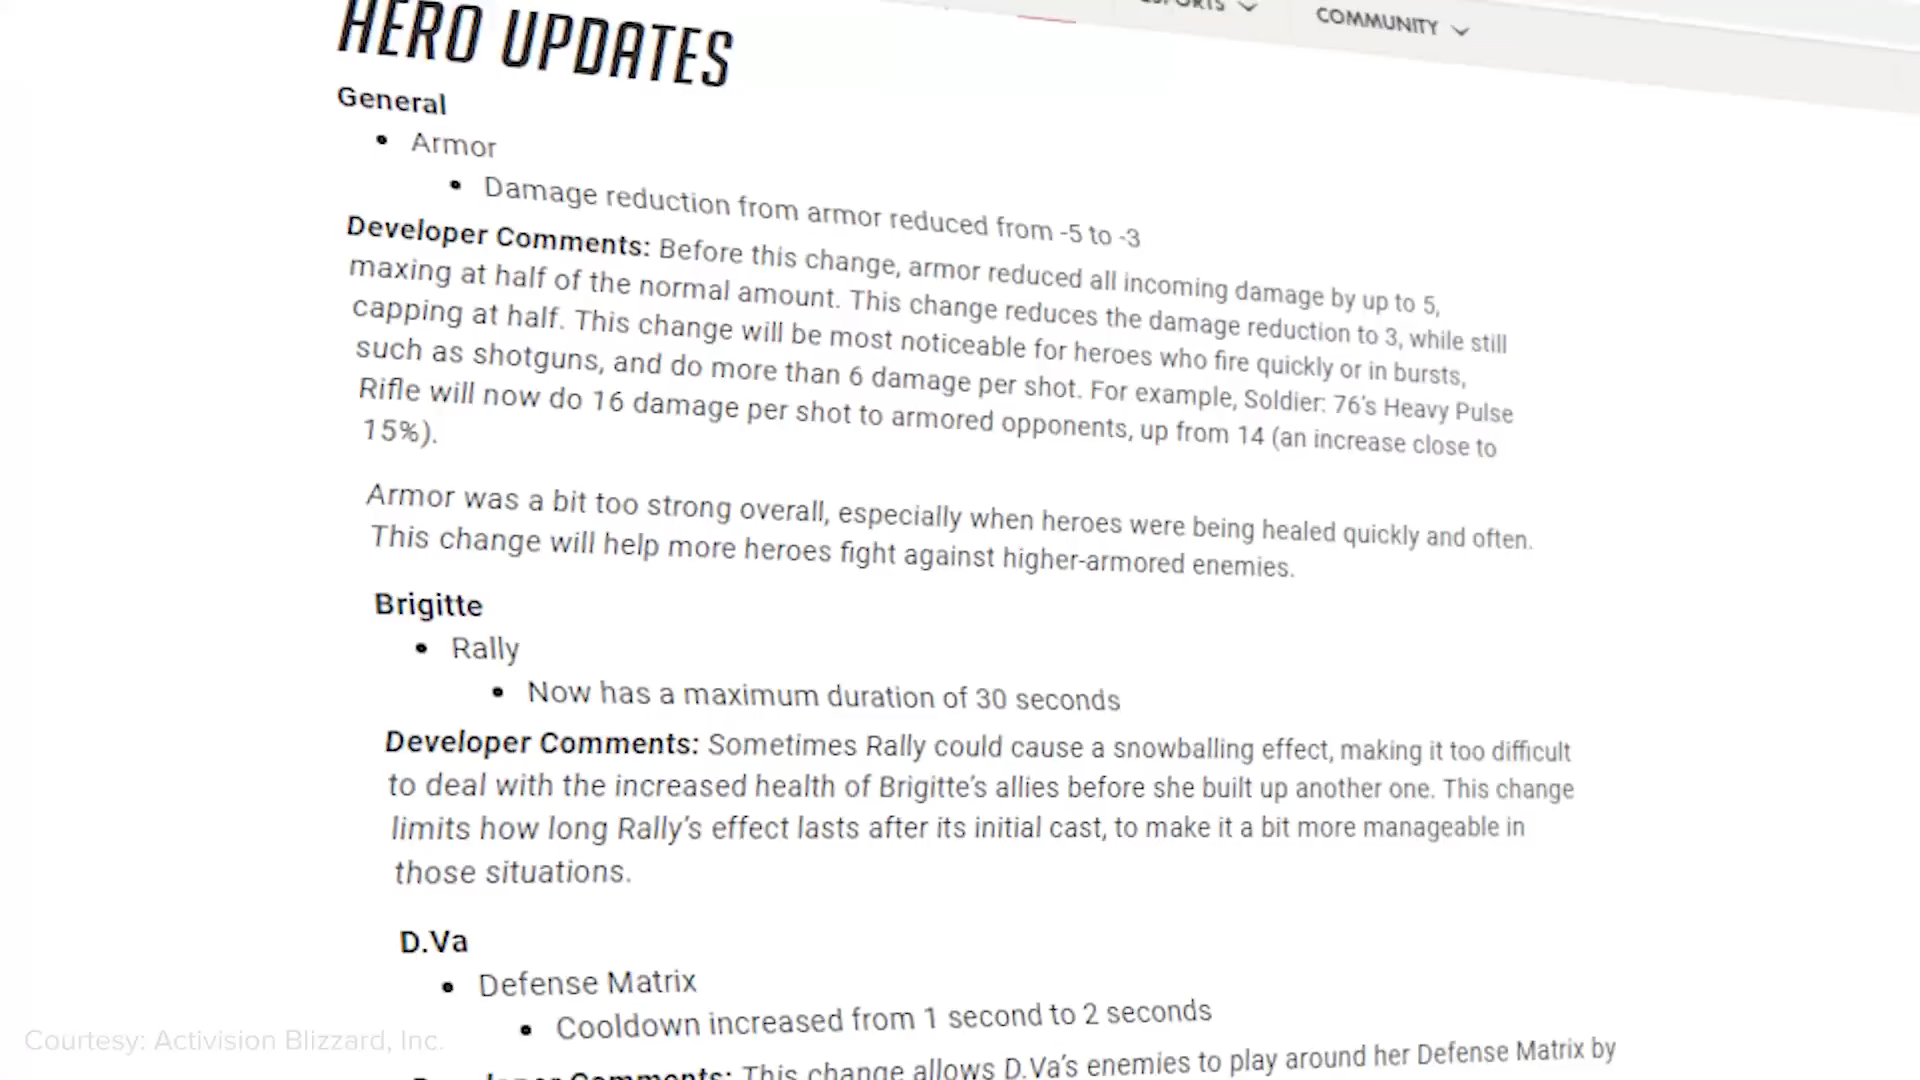 COMMUNITY
HERO UPDATES
General
• Armor
• Damage reduction from armor reduced from -5 to -3
Developer Comments: Before this change, armor reduced all incoming damage by up to 5,
maxing at half of the normal amount. This change reduces the damage reduction to 3, while still
capping at half. This change will be most noticeable for heroes who fire quickly or in bursts,
such as shotguns, and do more than 6 damage per shot. For example, Soldier: 76's Heavy Pulse
Rifle will now do 16 damage per shot to armored opponents, up from 14 (an increase close to
15%).
Armor was a bit too strong overall, especially when heroes were being healed quickly and often.
This change will help more heroes fight against higher-armored enemies.
Brigitte
• Rally
• Now has a maximum duration of 30 seconds
Developer Comments: Sometimes Rally could cause a snowballing effect, making it too difficult
to deal with the increased health of Brigitte's allies before she built up another one. This change
limits how long Rally's effect lasts after its initial cast, to make it a bit more manageable in
those situations.
D.Va
• Defense Matrix
• Cooldown increased from 1 second to 2 seconds
Developer Comments: This change allows D.Va's enemies to play around her Defense Matrix by
Courtesy: Activision Blizzard, Inc.